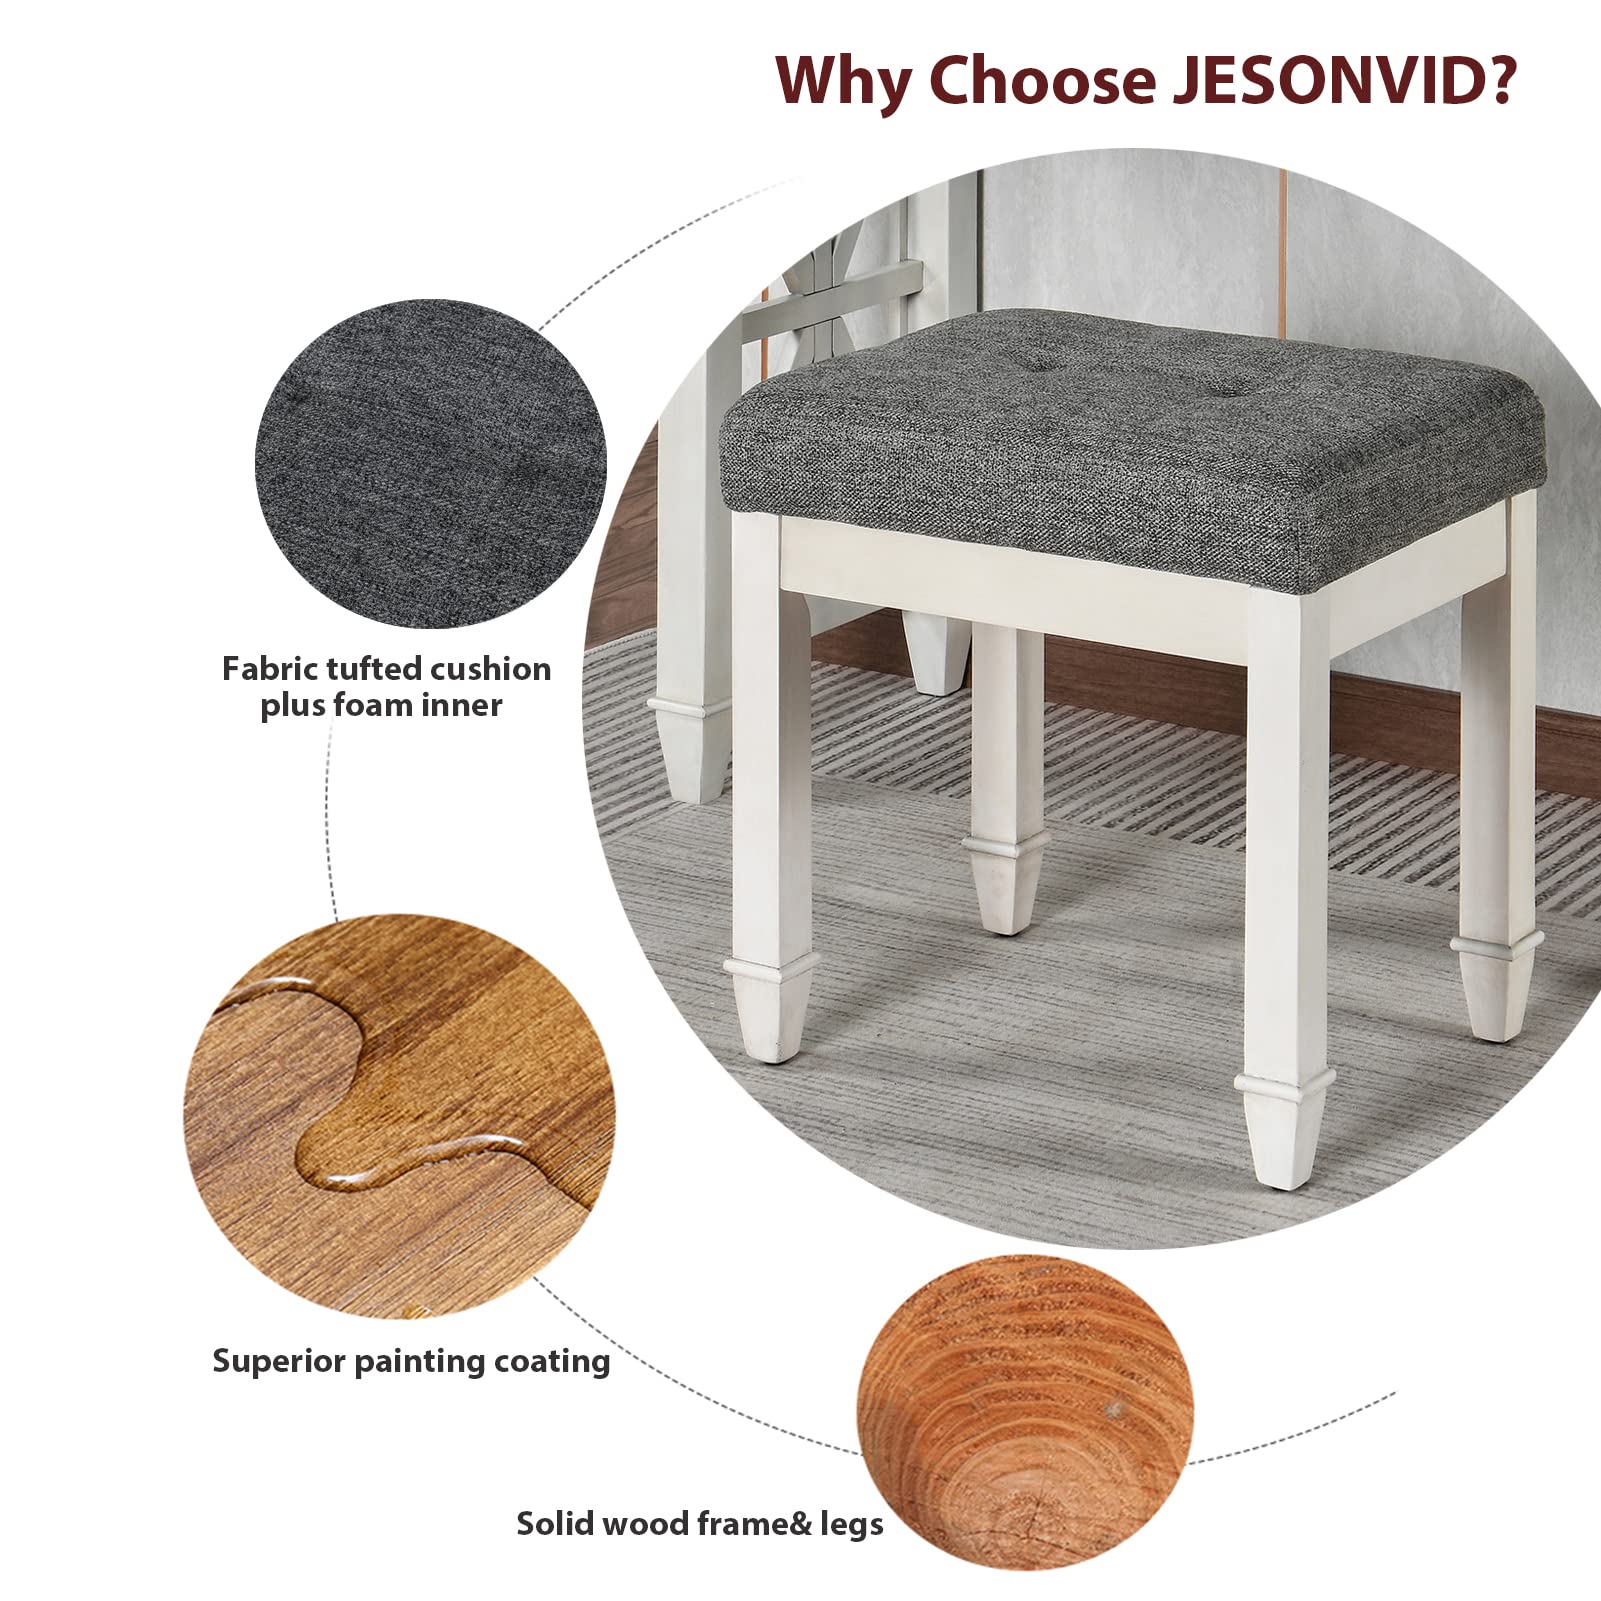 Why Choose JESONVID?
Fabric tufted cushion
plus foam inner
Superior painting coating
Solid wood frame& legs